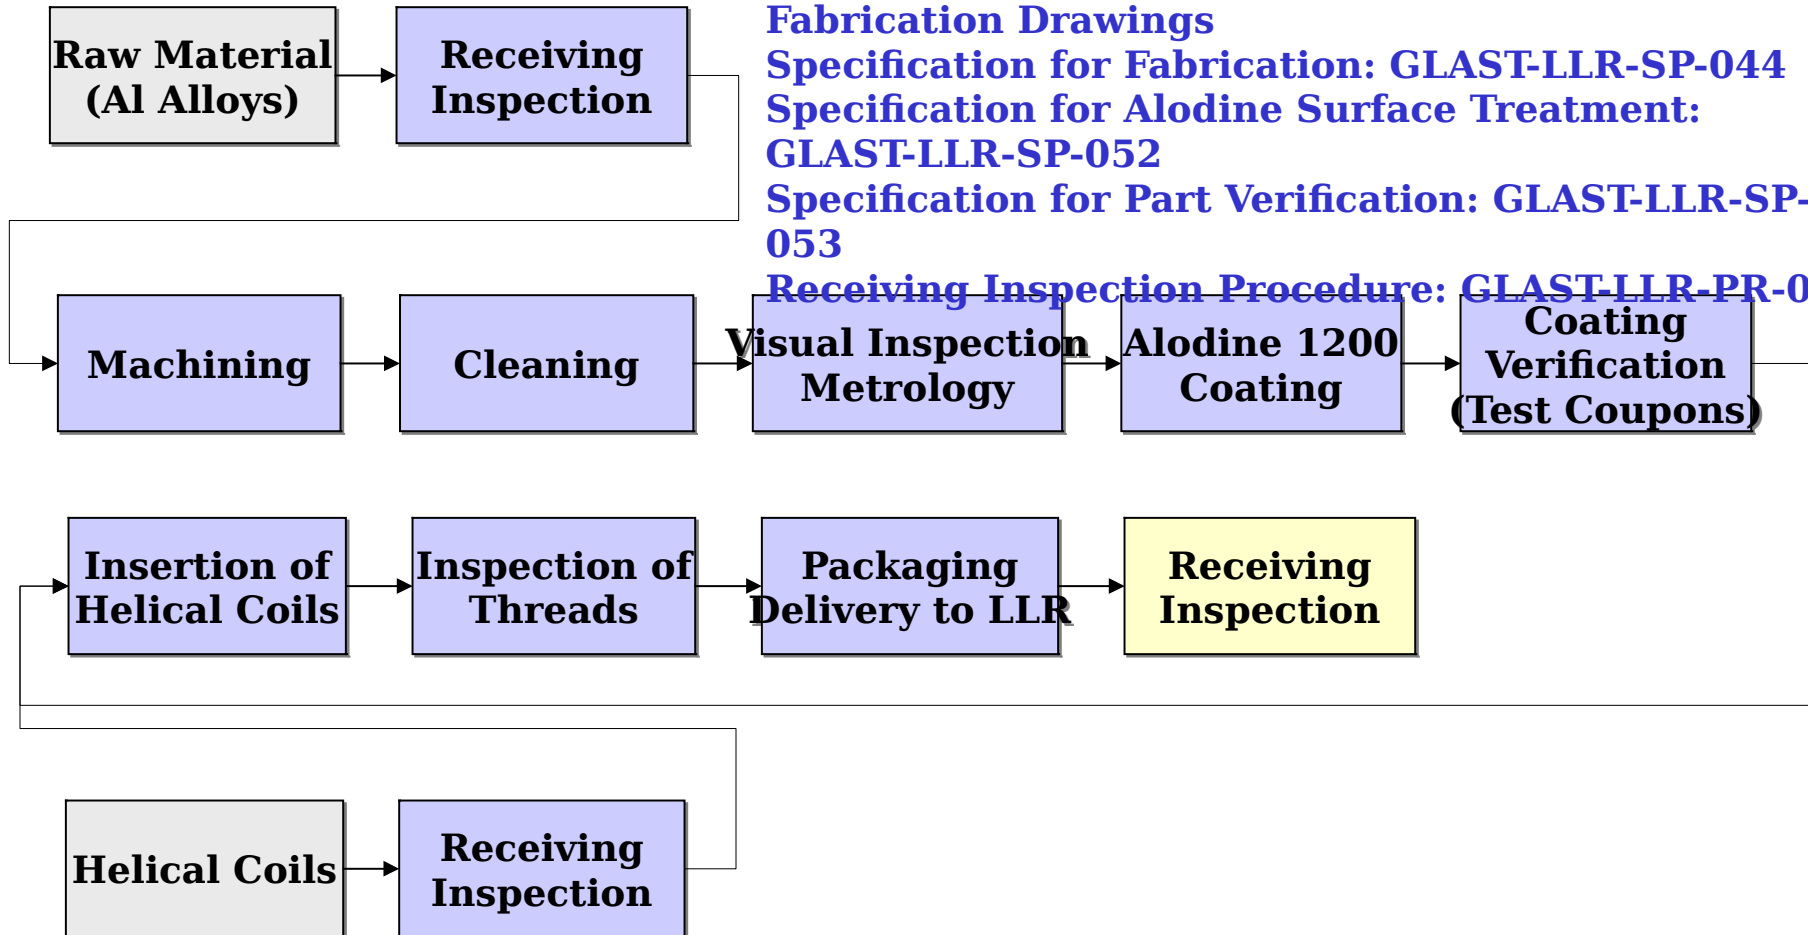 Raw Material
(Al Alloys)
Receiving
Inspection
Fabrication Drawings
Specification for Fabrication: GLAST-LLR-SP-044
Specification for Alodine Surface Treatment:
GLAST-LLR-SP-052
Specification for Part Verification: GLAST-LLR-SP-
053
Receiving Inspection Procedure: GLAST-LLR-PR-0
Machining
Cleaning
Visual Inspection
Metrology
Alodine 1200
Coating
Coating
Verification
(Test Coupons)
Insertion of
Helical Coils
Inspection of
Threads
Packaging
Delivery to LLR
Receiving
Inspection
Helical Coils
Receiving
Inspection